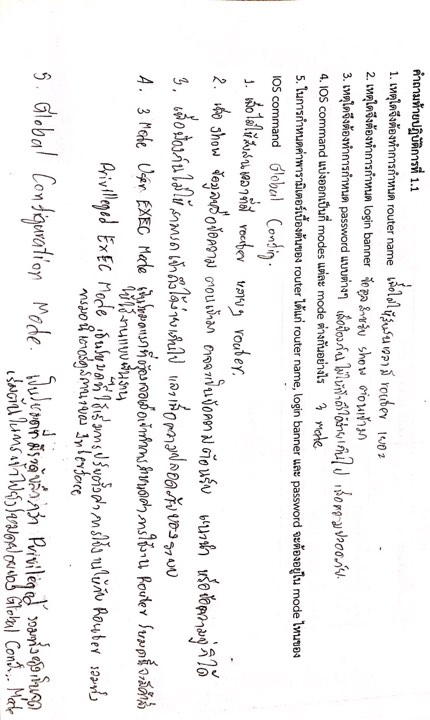 คำถามท้ายปฏิบัติการที่ 1.1
1. เหตุใดจึงต้องทำการกำหนด router name เพื่อไม่ให้สับสนเวลามี router เยอะ
2. เหตุใดจึงต้องทำการกำหนด login banner ข้อมูลสำหรับ show ตอนเข้ามา
3. เหตุใดจึงต้องทำการกำหนด password แบบต่างๆ เพื่อป้องกันไม่ให้เข้าถึงได้ง่ายเกินไป เพื่อความปลอดภัย.
4. IOS command แบ่งออกเป็นกี่ modes แต่ละ mode ต่างกันอย่างไร 3 mode
5. ในการกำหนดค่าพารามิเตอร์เบื้องต้นของ router ได้แก่ router name, login banner และ password จะต้องอยู่ใน mode ไหนของ
IOS command Global Config.
1. เพื่อไม่ให้สับสนเวลาที่มี router หลายๆ router.
2. เพื่อ show ข้อมูลหรือข้อความ ตอนเข้ามา อาจจะเป็นข้อความต้อนรับ แนะนำ หรือข้อความขู่ก็ได้
3. เพื่อป้องกันไม่ให้สามารถเข้าถึงได้ง่ายเกินไป และเพื่อความปลอดภัยของระบบ
4. 3 Mode User EXEC Mode เป็นโหมดแรกที่ต้องเจอเมื่อเข้าทำการกำหนดค่าการใช้งาน Router โหมดนี้จะมีคำสั่ง
ให้ใช้งานแบบพื้นฐาน
Privilleged EXEC Mode เป็นโหมดที่ใช้เริ่มการปรับตั้งค่าการใช้งานให้กับ Router รวมทั้ง
การมอนิเตอร์ดูสถานะของ Interface
5. Global Configuration Mode. เป็นโหมดที่มีระดับลึกกว่า Privileged รวมทั้งยังเป็นจุด
เริ่มต้นในการเข้าไปยังโหมดย่อยของ Global Conf... Mode